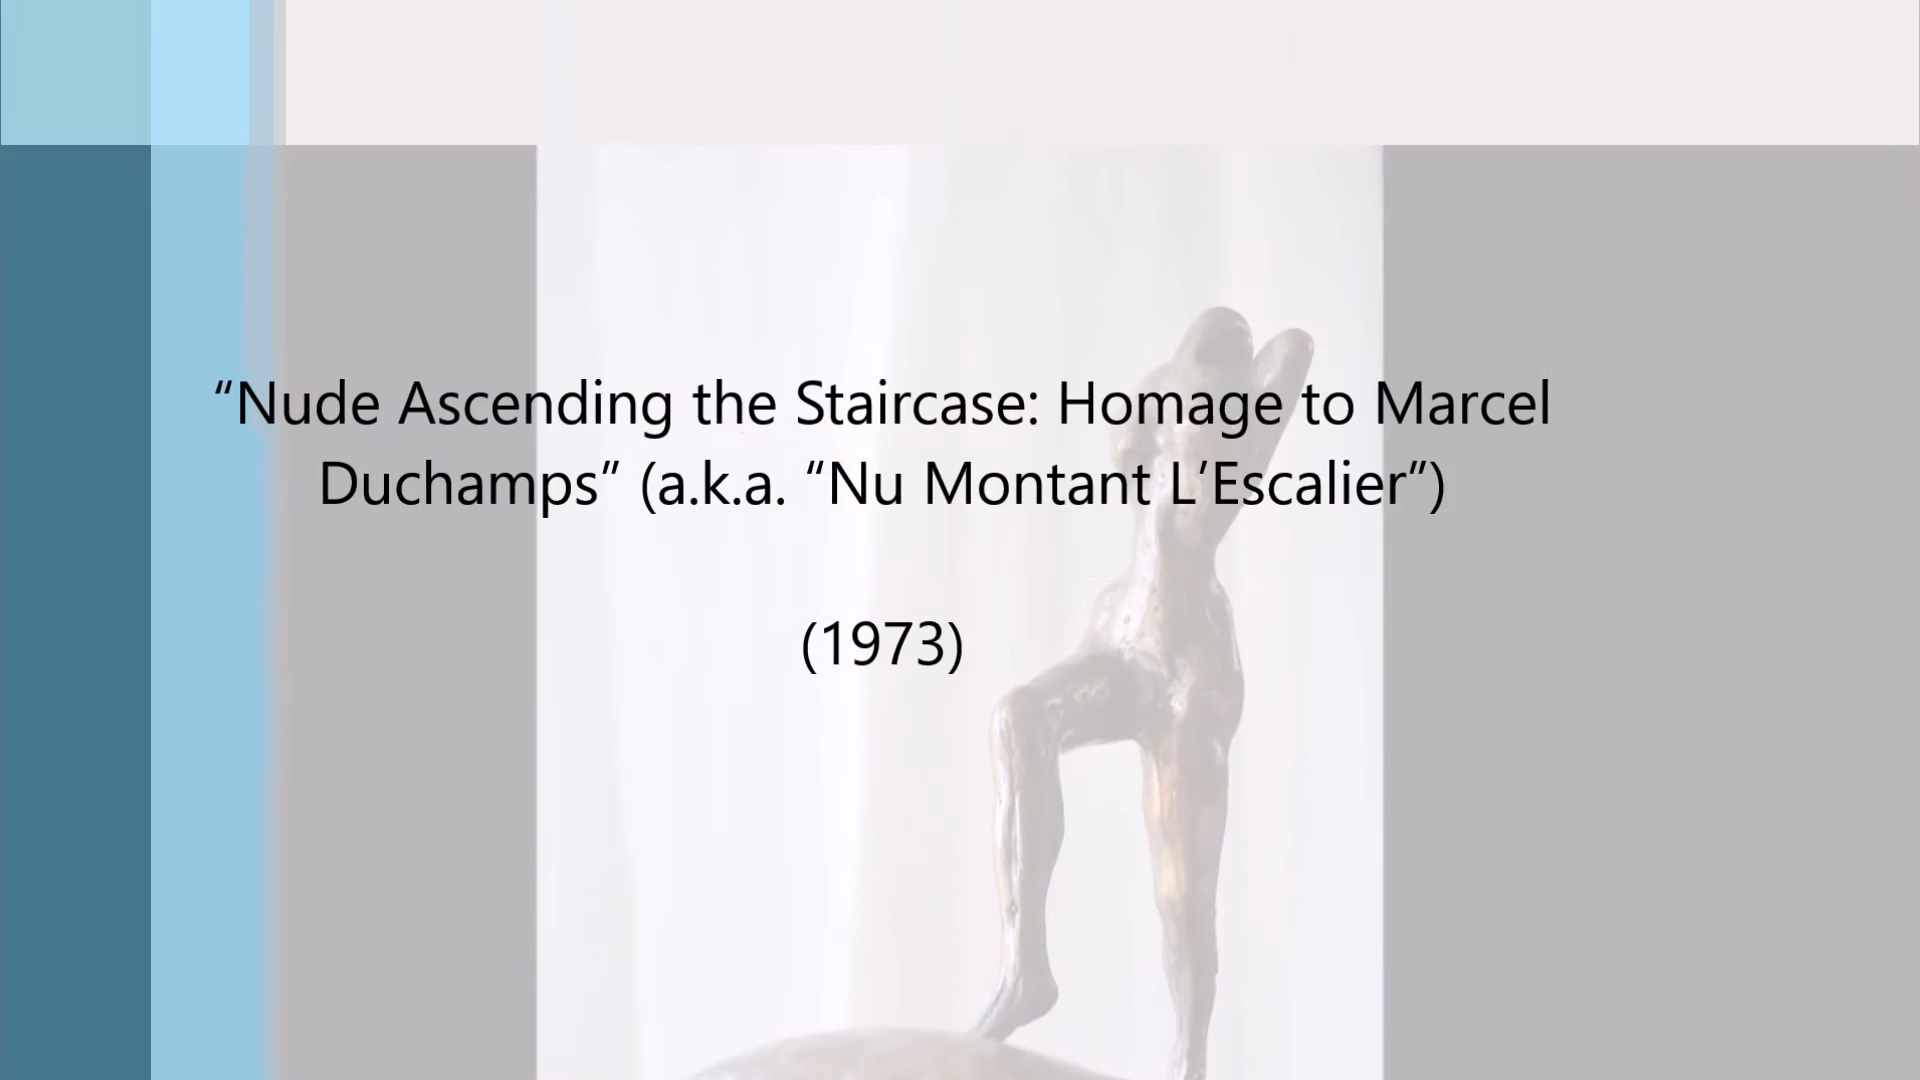 “Nude Ascending the Staircase: Homage to Marcel
Duchamps” (a.k.a. “Nu Montant L’Escalier”)
(1973)